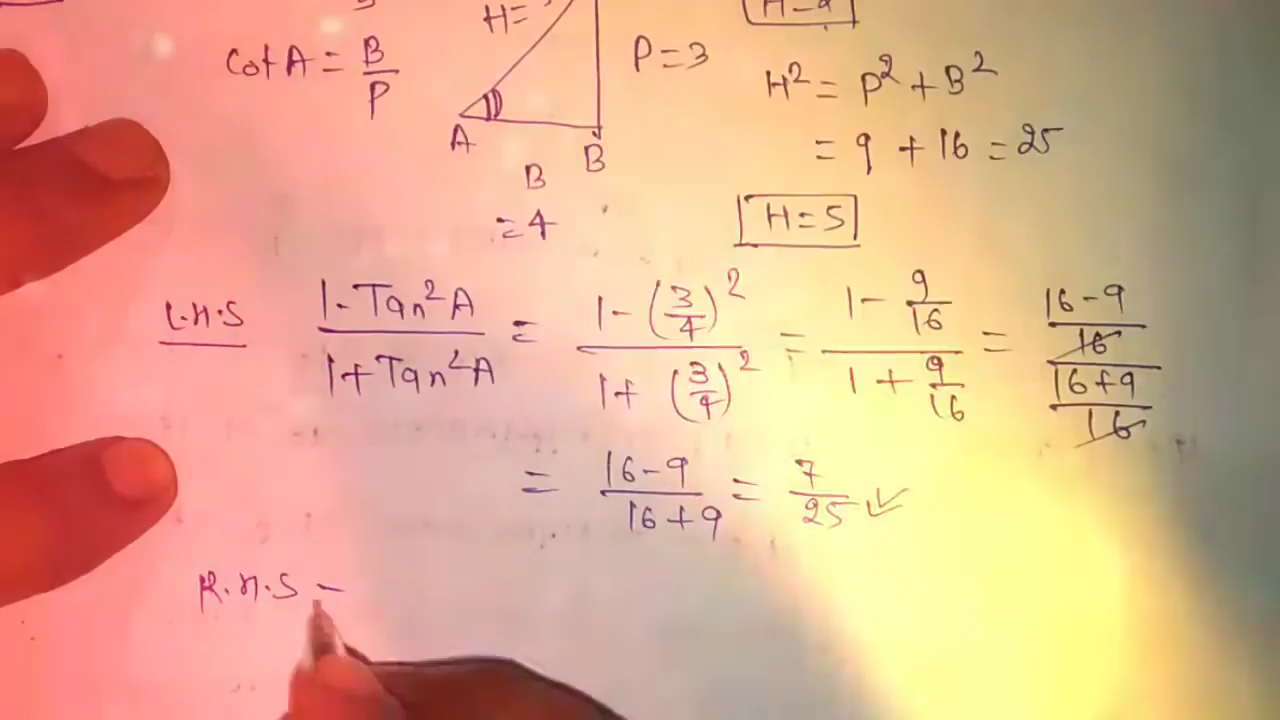 H=
Cot A = B/P
P=3
H² = P² + B²
= 9 + 16 = 25
A
B
B
= 4
H = 5
L.H.S (1 - Tan²A)/(1 + Tan²A) = (1 - (3/4)²)/(1 + (3/4)²) = (1 - 9/16)/(1 + 9/16) = ((16 - 9)/16)/((16 + 9)/16)
= (16 - 9)/(16 + 9) = 7/25 ✓
R.H.S -